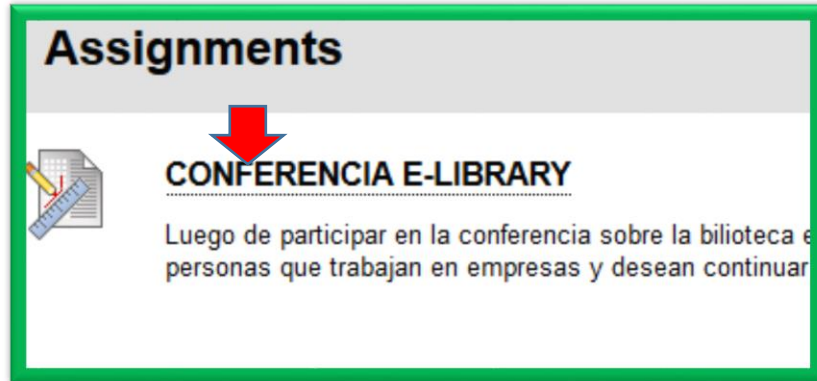 Assignments
CONFERENCIA E-LIBRARY
Luego de participar en la conferencia sobre la bilioteca e
personas que trabajan en empresas y desean continuar